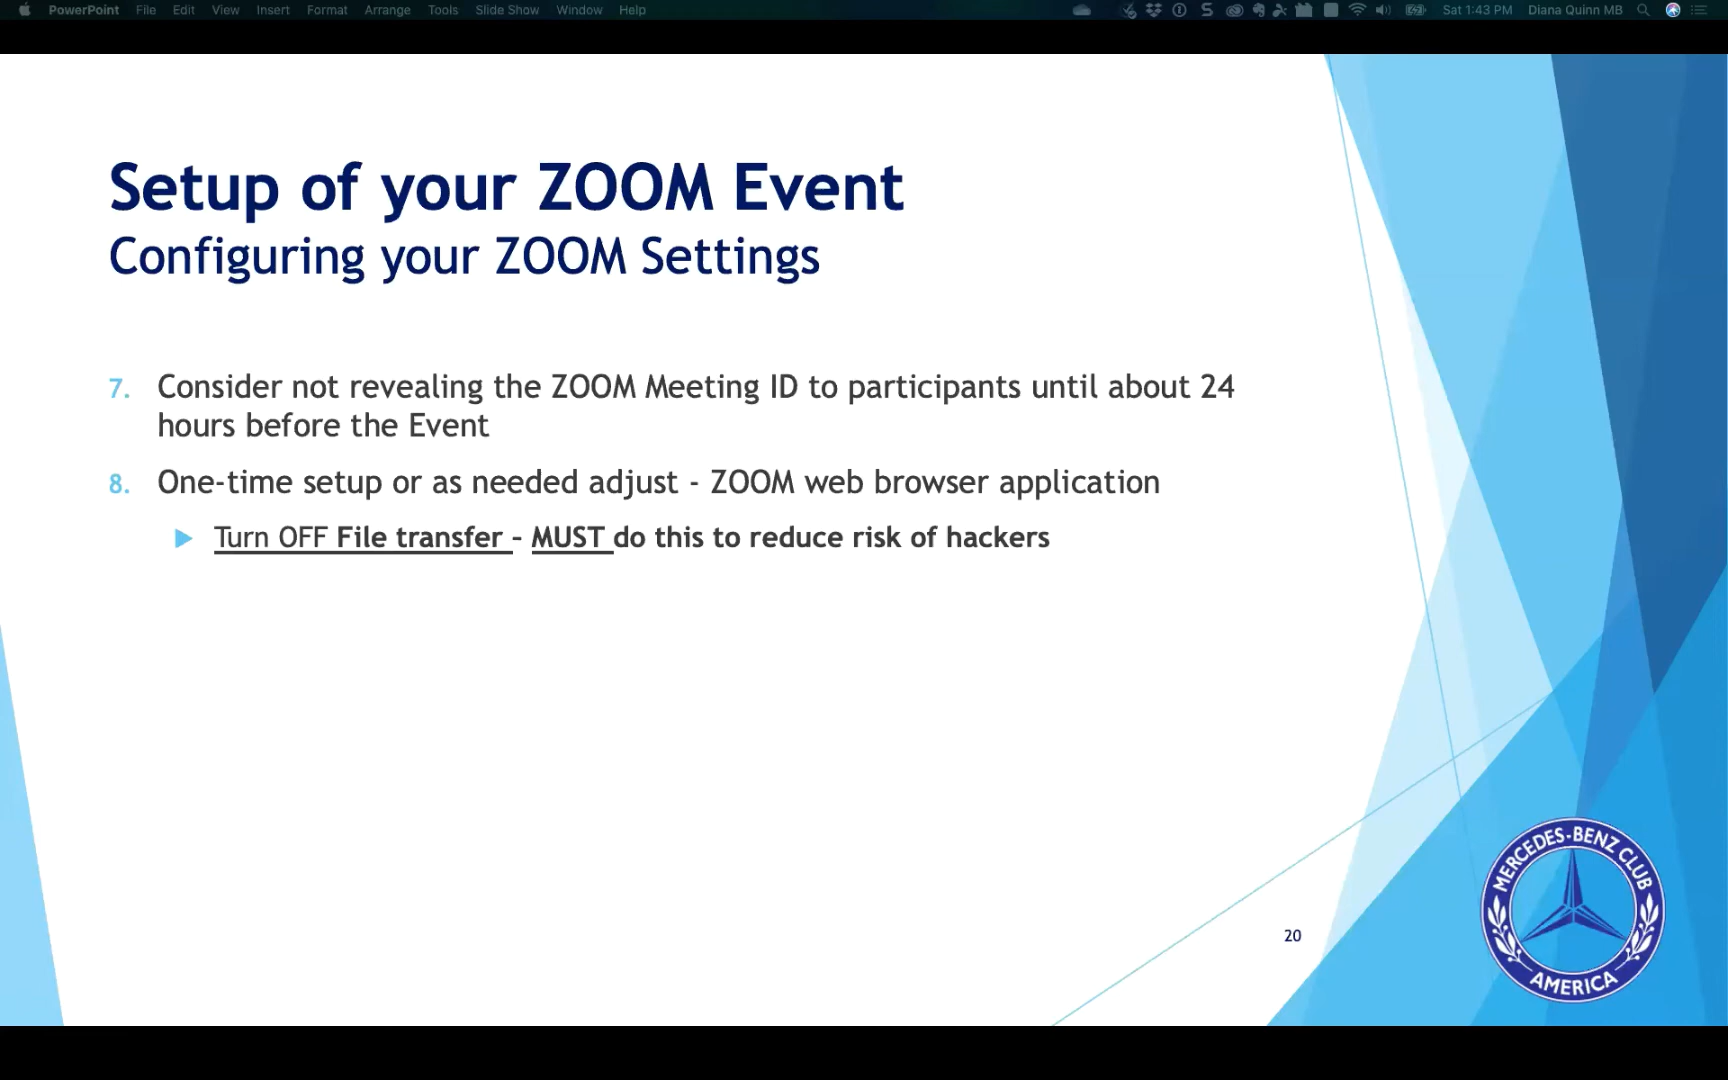 PowerPoint File Edit View Insert Format Arrange Tools Slide Show Window Help Sat 1:43 PM Diana Quinn MB
Setup of your ZOOM Event
Configuring your ZOOM Settings
7. Consider not revealing the ZOOM Meeting ID to participants until about 24
hours before the Event
8. One-time setup or as needed adjust - ZOOM web browser application
Turn OFF File transfer – MUST do this to reduce risk of hackers
20
MERCEDES-BENZ CLUB
AMERICA